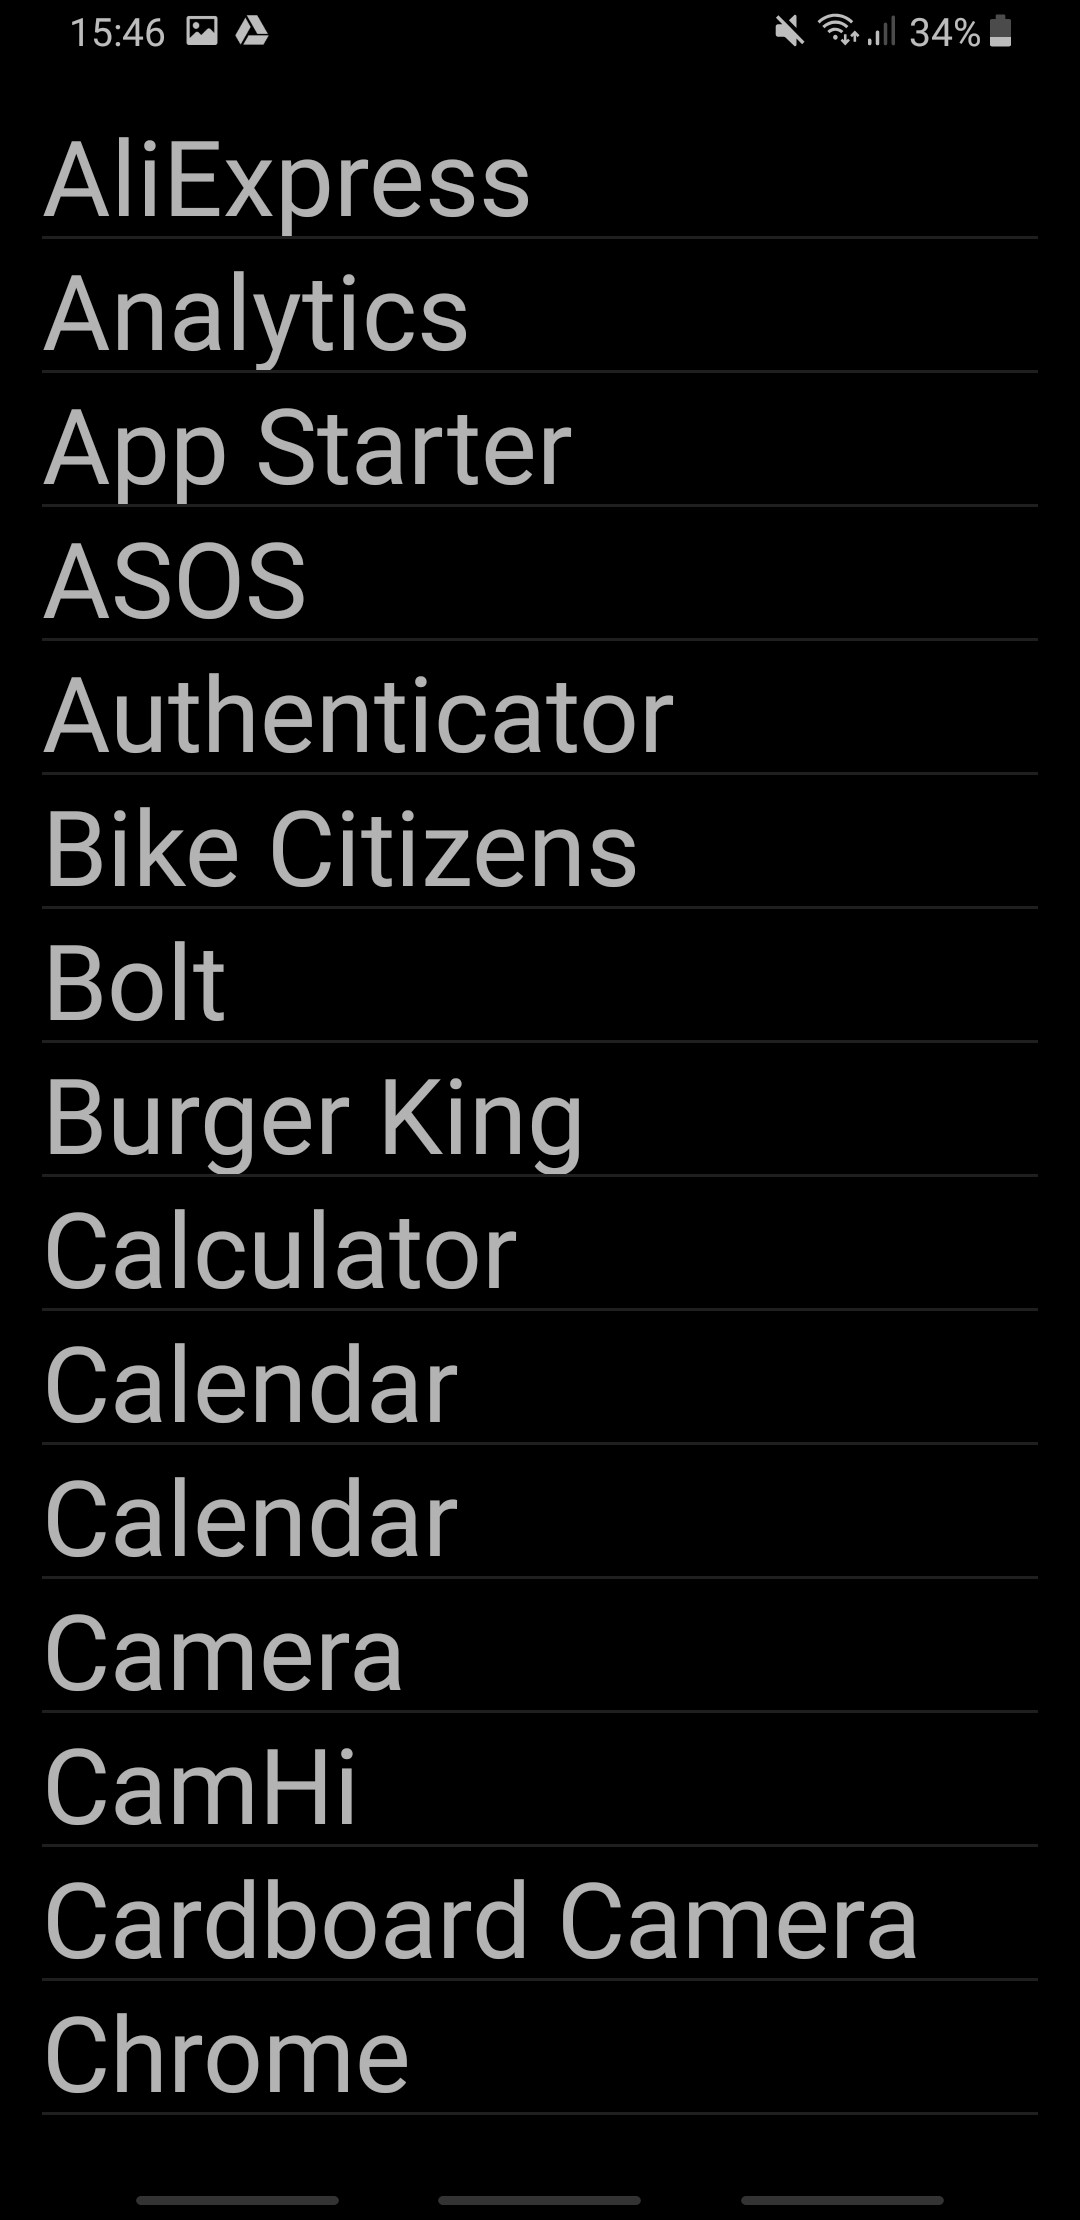 15:46 34%
AliExpress
Analytics
App Starter
ASOS
Authenticator
Bike Citizens
Bolt
Burger King
Calculator
Calendar
Calendar
Camera
CamHi
Cardboard Camera
Chrome